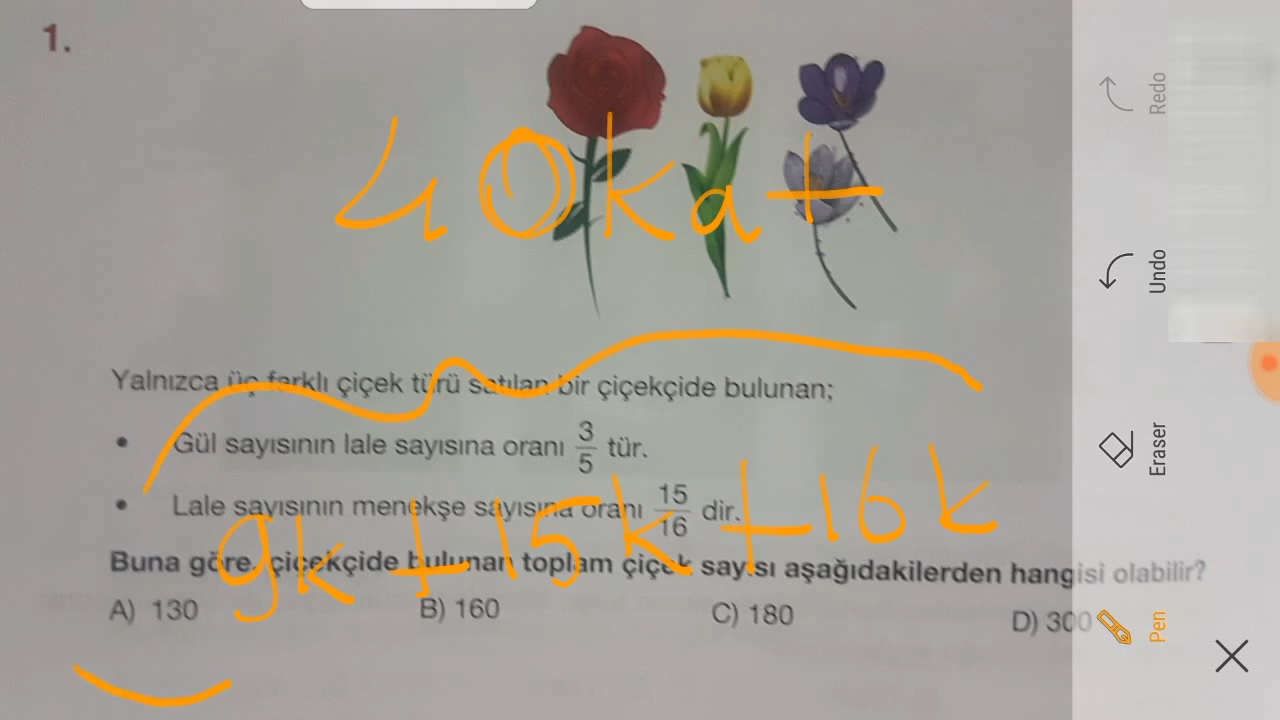 1.
40kat
Yalnızca üç farklı çiçek türü satılan bir çiçekçide bulunan;
• Gül sayısının lale sayısına oranı 3/5 tür.
• Lale sayısının menekşe sayısına oranı 15/16 dir.
9k+15k+16k
Buna göre, çiçekçide bulunan toplam çiçek sayısı aşağıdakilerden hangisi olabilir?
A) 130 B) 160 C) 180 D) 300
Redo
Undo
Eraser
Pen